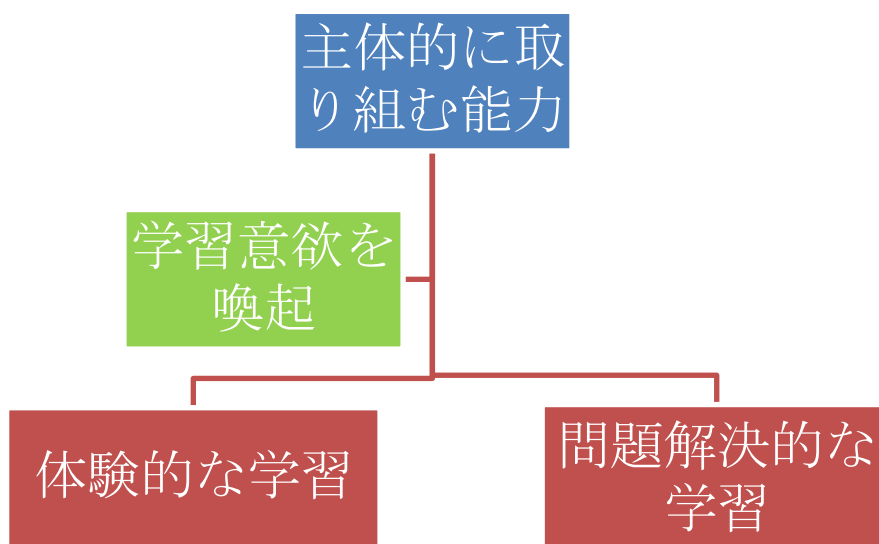 主体的に取
り組む能力
学習意欲を
喚起
体験的な学習
問題解決的な
学習